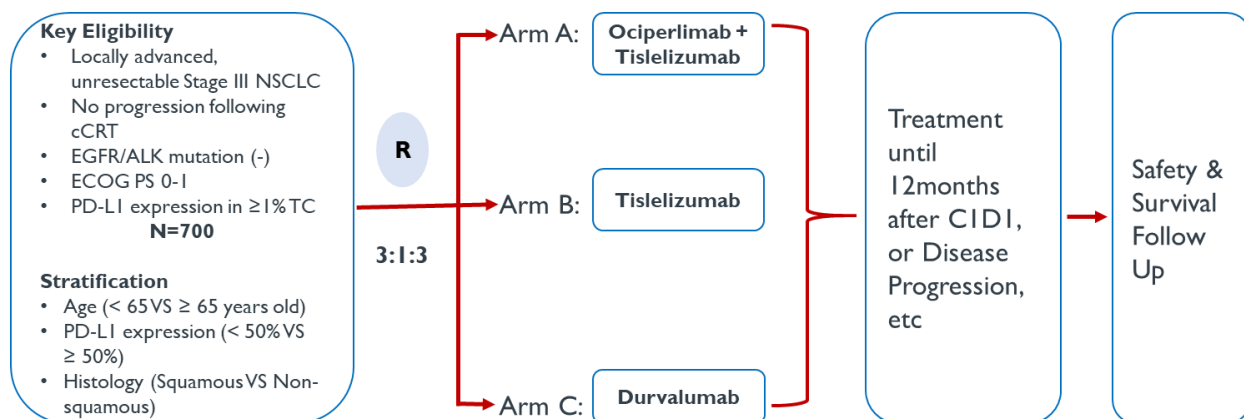 Key Eligibility
• Locally advanced,
unresectable Stage III NSCLC
• No progression following
cCRT
• EGFR/ALK mutation (-)
• ECOG PS 0-1
• PD-L1 expression in ≥1% TC
N=700
Stratification
• Age (< 65 VS ≥ 65 years old)
• PD-L1 expression (< 50% VS
≥ 50%)
• Histology (Squamous VS Non-
squamous)
R
3:1:3
Arm A:
Ociperlimab +
Tislelizumab
Arm B:
Tislelizumab
Arm C:
Durvalumab
Treatment
until
12months
after C1D1,
or Disease
Progression,
etc
Safety &
Survival
Follow
Up